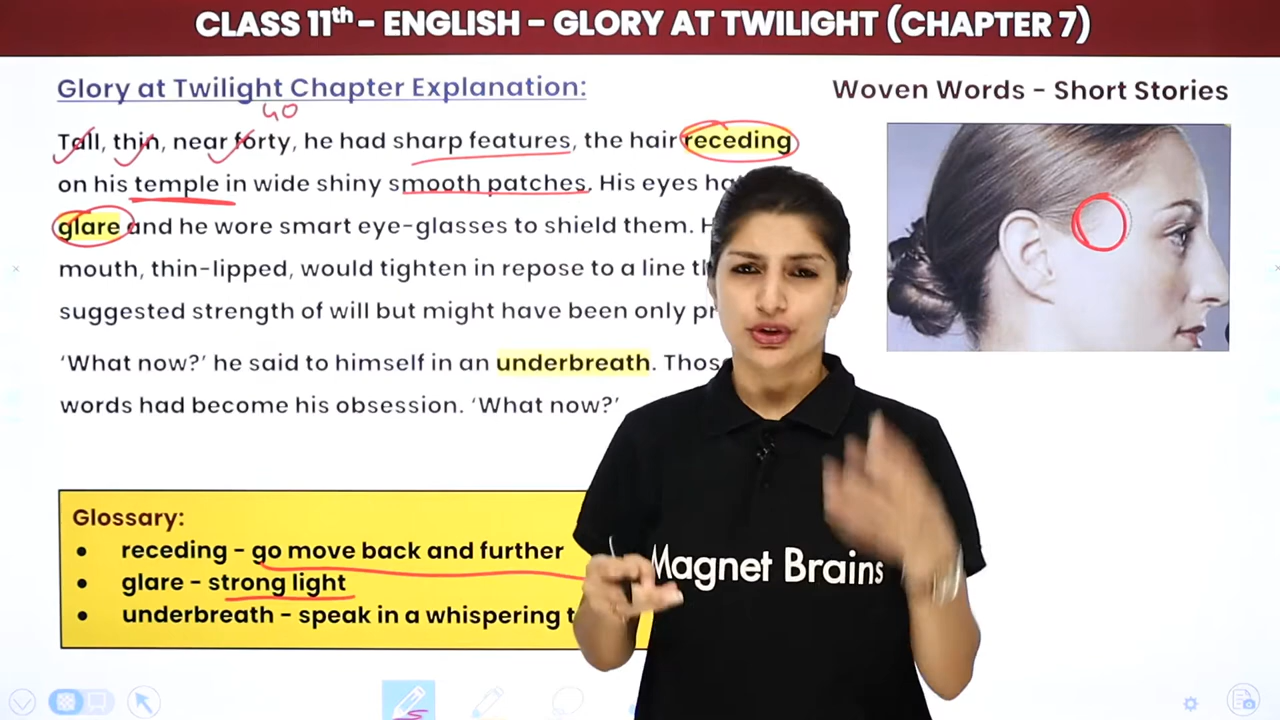 CLASS 11th - ENGLISH - GLORY AT TWILIGHT (CHAPTER 7)
Glory at Twilight Chapter Explanation:
Woven Words - Short Stories
40
Tall, thin, near forty, he had sharp features, the hair receding
on his temple in wide shiny smooth patches. His eyes
glare and he wore smart eye-glasses to shield them.
mouth, thin-lipped, would tighten in repose to a line
suggested strength of will but might have been only
‘What now?’ he said to himself in an underbreath.
words had become his obsession. ‘What now?’
Glossary:
• receding – go move back and further
• glare – strong light
• underbreath – speak in a whispering
Magnet Brains